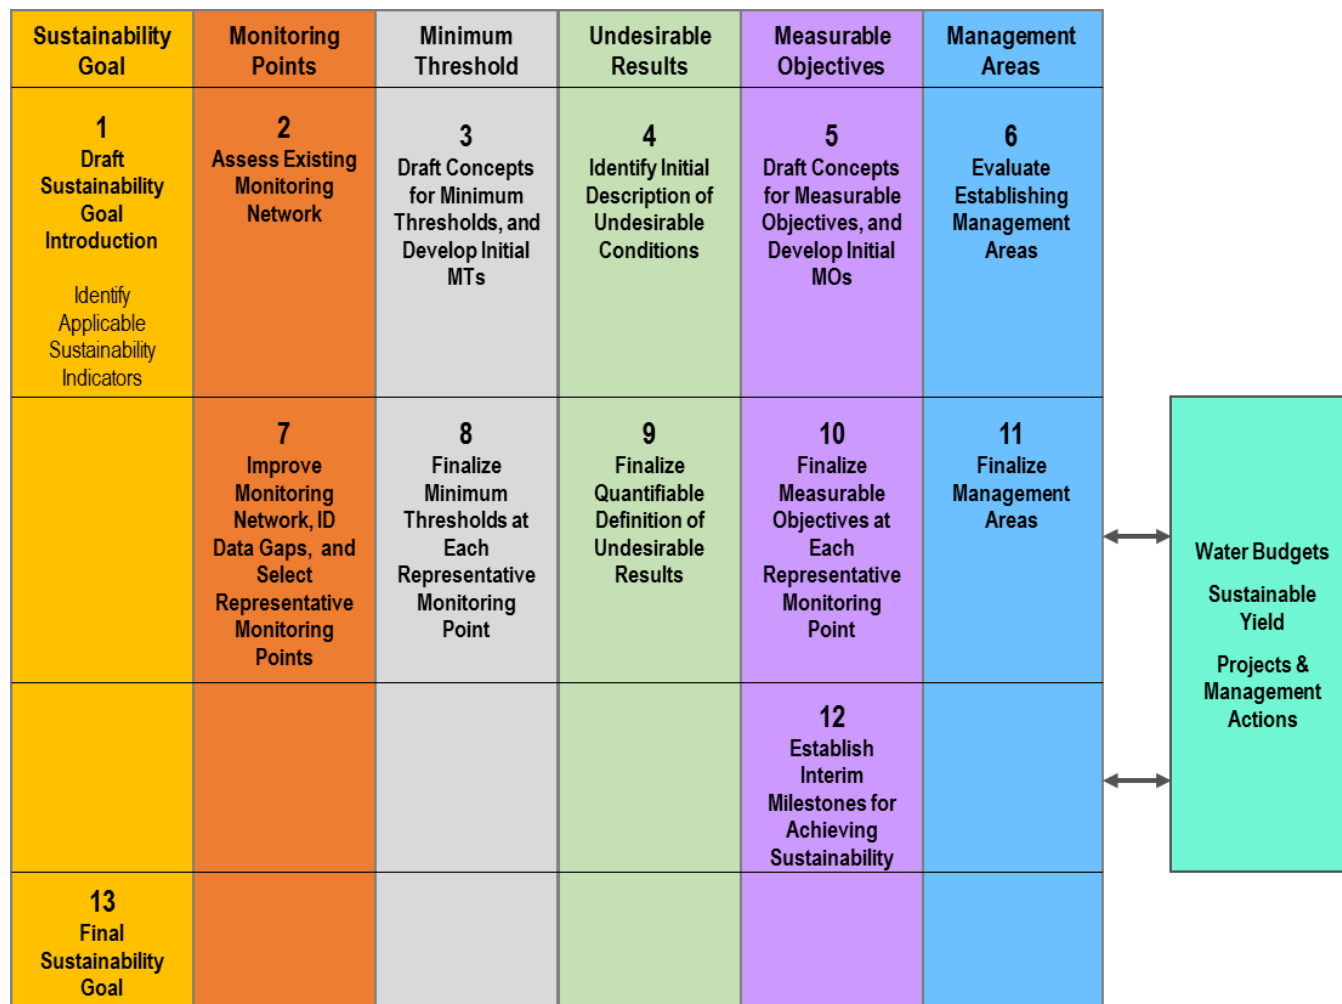 Sustainability
Goal
Monitoring
Points
Minimum
Threshold
Undesirable
Results
Measurable
Objectives
Management
Areas
1
Draft
Sustainability
Goal
Introduction
Identify
Applicable
Sustainability
Indicators
2
Assess Existing
Monitoring
Network
3
Draft Concepts
for Minimum
Thresholds, and
Develop Initial
MTs
4
Identify Initial
Description of
Undesirable
Conditions
5
Draft Concepts
for Measurable
Objectives, and
Develop Initial
MOs
6
Evaluate
Establishing
Management
Areas
7
Improve
Monitoring
Network, ID
Data Gaps, and
Select
Representative
Monitoring
Points
8
Finalize
Minimum
Thresholds at
Each
Representative
Monitoring
Point
9
Finalize
Quantifiable
Definition of
Undesirable
Results
10
Finalize
Measurable
Objectives at
Each
Representative
Monitoring
Point
11
Finalize
Management
Areas
Water Budgets
Sustainable
Yield
Projects &
Management
Actions
12
Establish
Interim
Milestones for
Achieving
Sustainability
13
Final
Sustainability
Goal